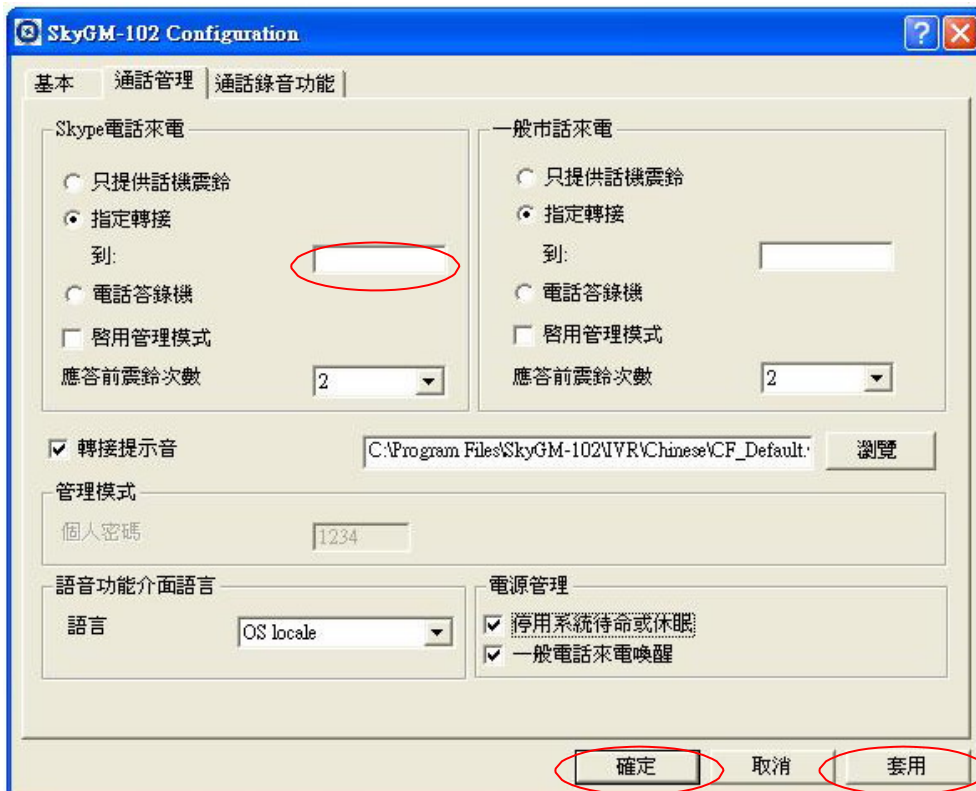 SkyGM-102 Configuration
基本 通話管理 通話錄音功能
Skype電話來電
只提供話機震鈴
指定轉接
到:
電話答錄機
啓用管理模式
應答前震鈴次數 2
一般市話來電
只提供話機震鈴
指定轉接
到:
電話答錄機
啓用管理模式
應答前震鈴次數 2
轉接提示音 C:\Program Files\SkyGM-102\IVR\Chinese\CF_Default. 瀏覽
管理模式
個人密碼 1234
語音功能介面語言
語言 OS locale
電源管理
停用系統待命或休眠
一般電話來電喚醒
確定 取消 套用